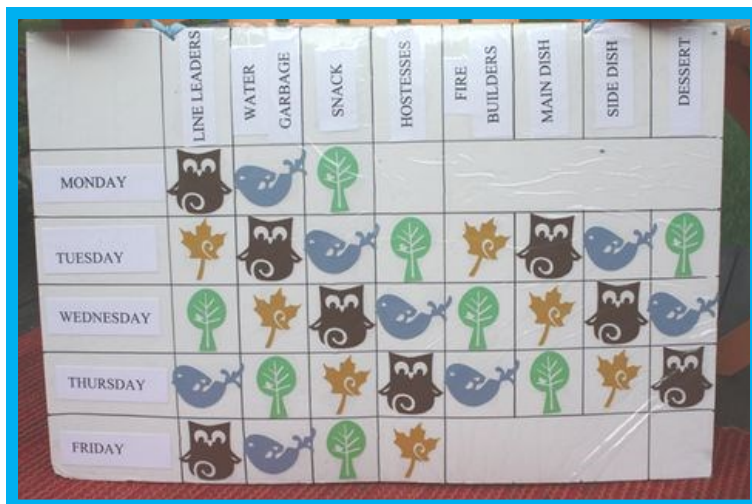 LINE LEADERS
WATER
GARBAGE
SNACK
HOSTESSES
FIRE
BUILDERS
MAIN DISH
SIDE DISH
DESSERT
MONDAY
TUESDAY
WEDNESDAY
THURSDAY
FRIDAY